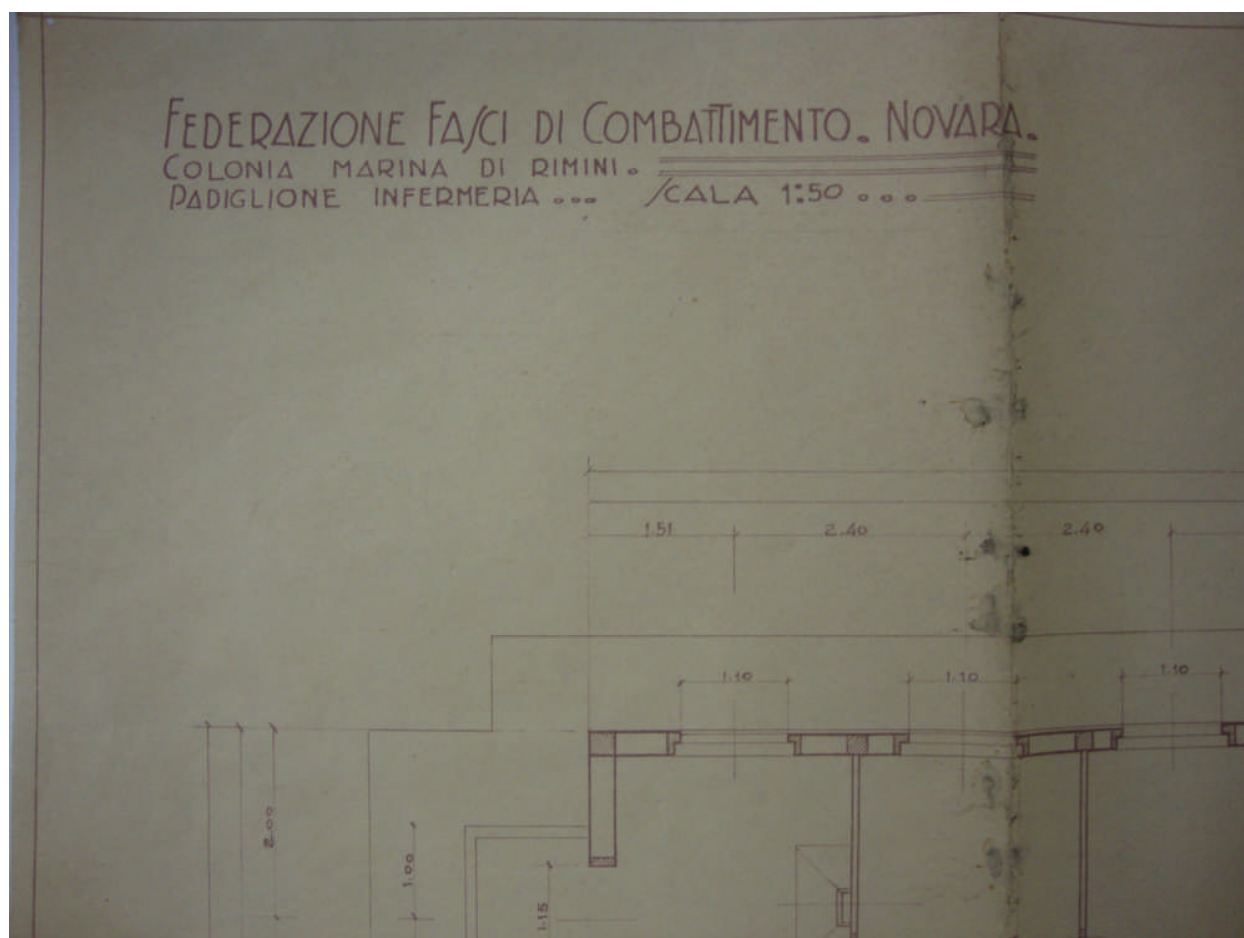 FEDERAZIONE FASCI DI COMBATTIMENTO. NOVARA.
COLONIA MARINA DI RIMINI.
PADIGLIONE INFERMERIA ... SCALA 1:50 ...
1.51 2.40 2.40
1.10 1.10 1.10
2.00
1.00
1.15